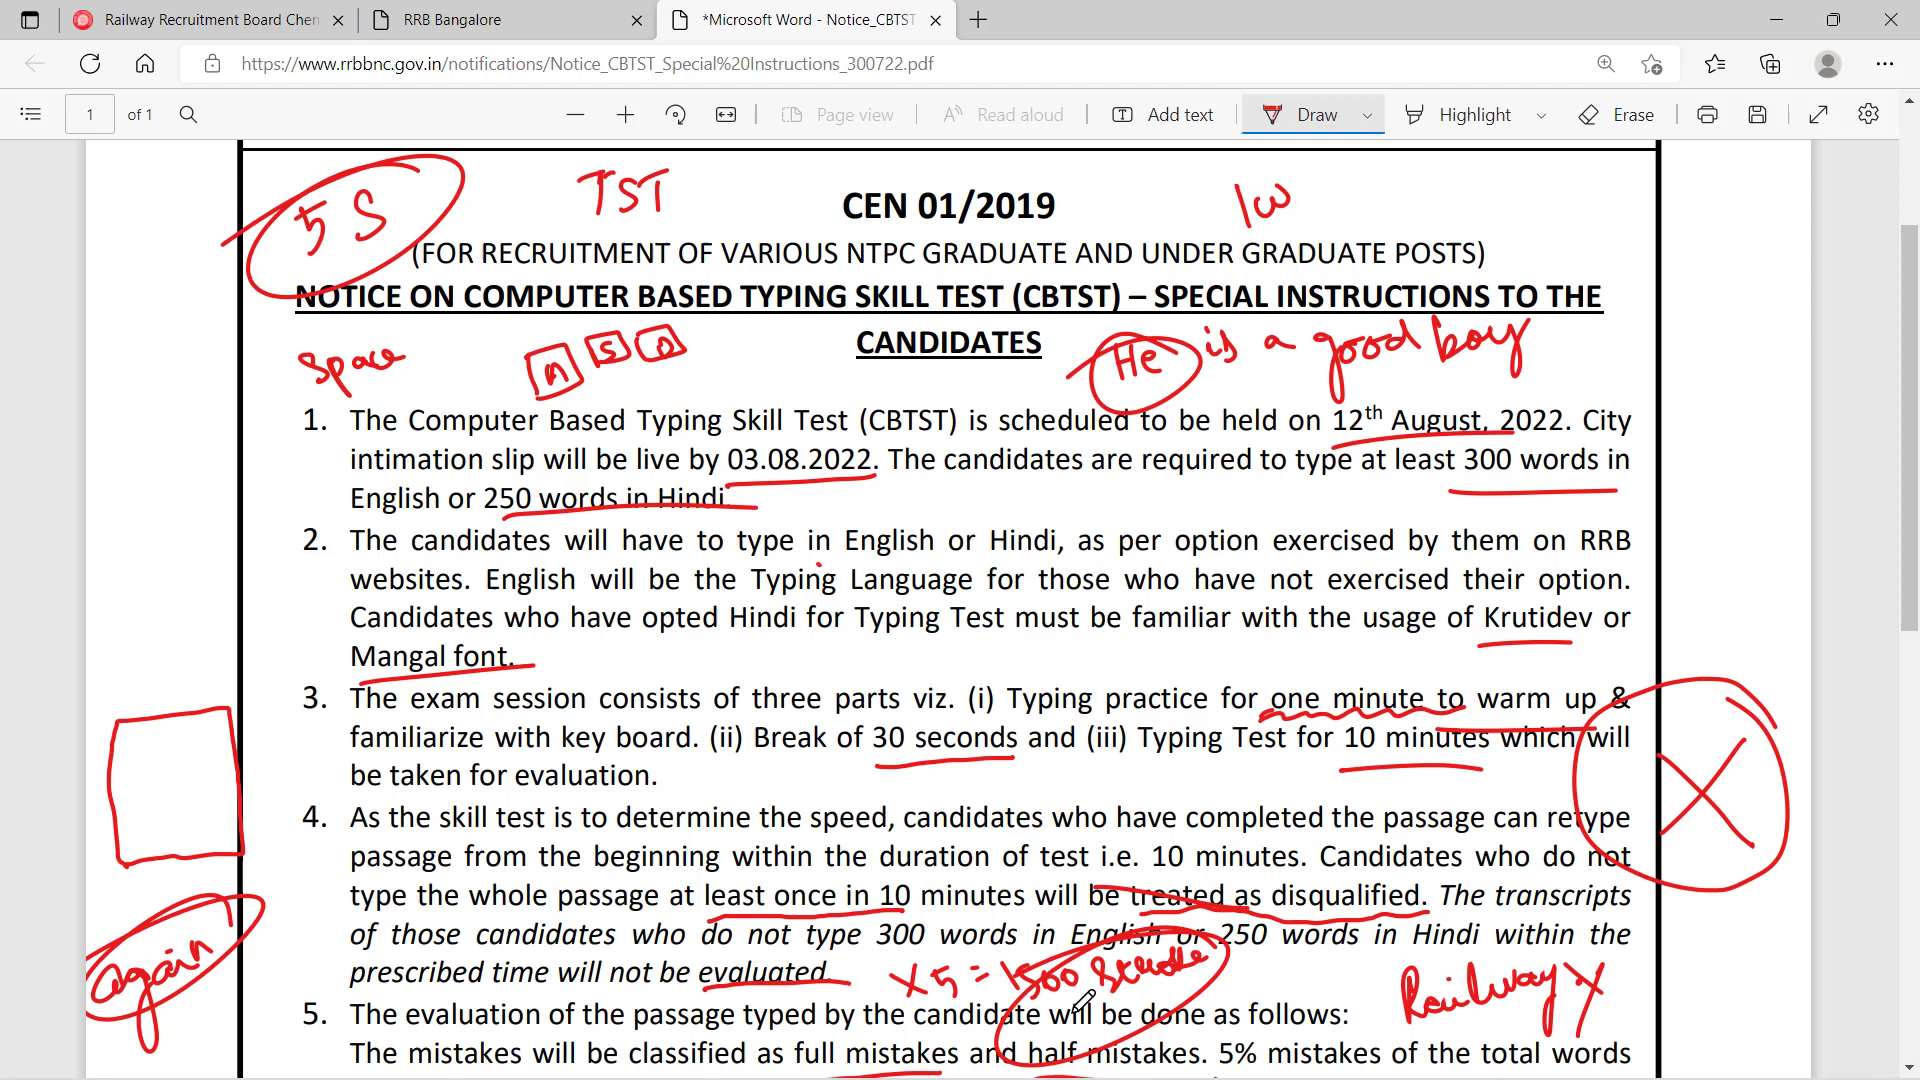 Railway Recruitment Board Chen
RRB Bangalore
*Microsoft Word - Notice_CBTST
https://www.rrbbnc.gov.in/notifications/Notice_CBTST_Special%20Instructions_300722.pdf
1 of 1
Page view
Read aloud
Add text
Draw
Highlight
Erase
5 S
TST
CEN 01/2019
(FOR RECRUITMENT OF VARIOUS NTPC GRADUATE AND UNDER GRADUATE POSTS)
NOTICE ON COMPUTER BASED TYPING SKILL TEST (CBTST) – SPECIAL INSTRUCTIONS TO THE
CANDIDATES
Space
S
He is a good boy
1. The Computer Based Typing Skill Test (CBTST) is scheduled to be held on 12th August, 2022. City
intimation slip will be live by 03.08.2022. The candidates are required to type at least 300 words in
English or 250 words in Hindi.
2. The candidates will have to type in English or Hindi, as per option exercised by them on RRB
websites. English will be the Typing Language for those who have not exercised their option.
Candidates who have opted Hindi for Typing Test must be familiar with the usage of Krutidev or
Mangal font.
3. The exam session consists of three parts viz. (i) Typing practice for one minute to warm up &
familiarize with key board. (ii) Break of 30 seconds and (iii) Typing Test for 10 minutes which will
be taken for evaluation.
4. As the skill test is to determine the speed, candidates who have completed the passage can retype
passage from the beginning within the duration of test i.e. 10 minutes. Candidates who do not
type the whole passage at least once in 10 minutes will be treated as disqualified. The transcripts
of those candidates who do not type 300 words in English or 250 words in Hindi within the
prescribed time will not be evaluated.
again
X 5 = 1500
Railway X
5. The evaluation of the passage typed by the candidate will be done as follows:
The mistakes will be classified as full mistakes and half mistakes. 5% mistakes of the total words